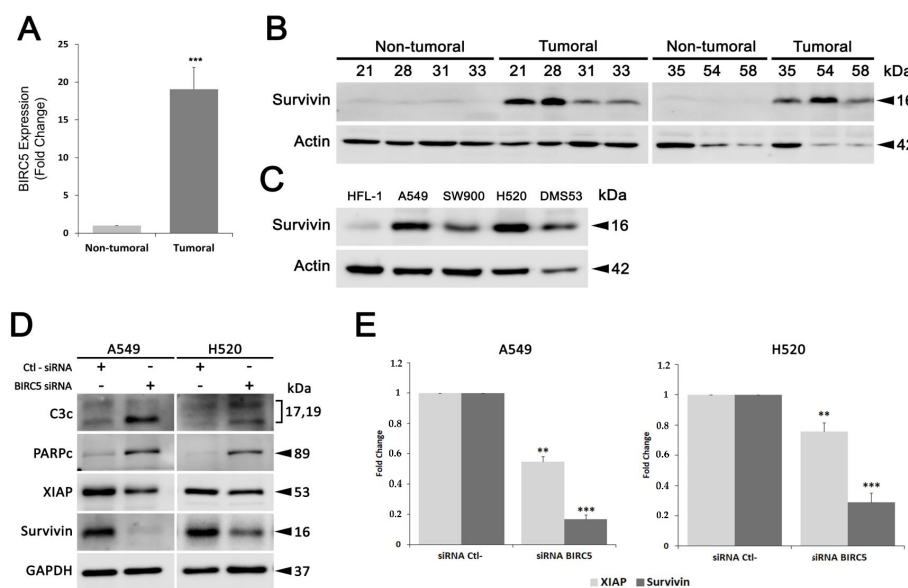 A
BIRC5 Expression
(Fold Change)
25
20
15
10
5
0
***
Non-tumoral Tumoral
B
Non-tumoral Tumoral Non-tumoral Tumoral
21 28 31 33 21 28 31 33 35 54 58 35 54 58 kDa
Survivin 16
Actin 42
C
HFL-1 A549 SW900 H520 DMS53 kDa
Survivin 16
Actin 42
D
A549 H520
Ctl - siRNA + - + -
BIRC5 siRNA - + - + kDa
C3c 17,19
PARPc 89
XIAP 53
Survivin 16
GAPDH 37
E
A549
Fold Change
1.2
1
0.8
0.6
0.4
0.2
0
**
***
siRNA Ctl- siRNA BIRC5
H520
Fold Change
1.2
1
0.8
0.6
0.4
0.2
0
**
***
siRNA Ctl- siRNA BIRC5
XIAP Survivin